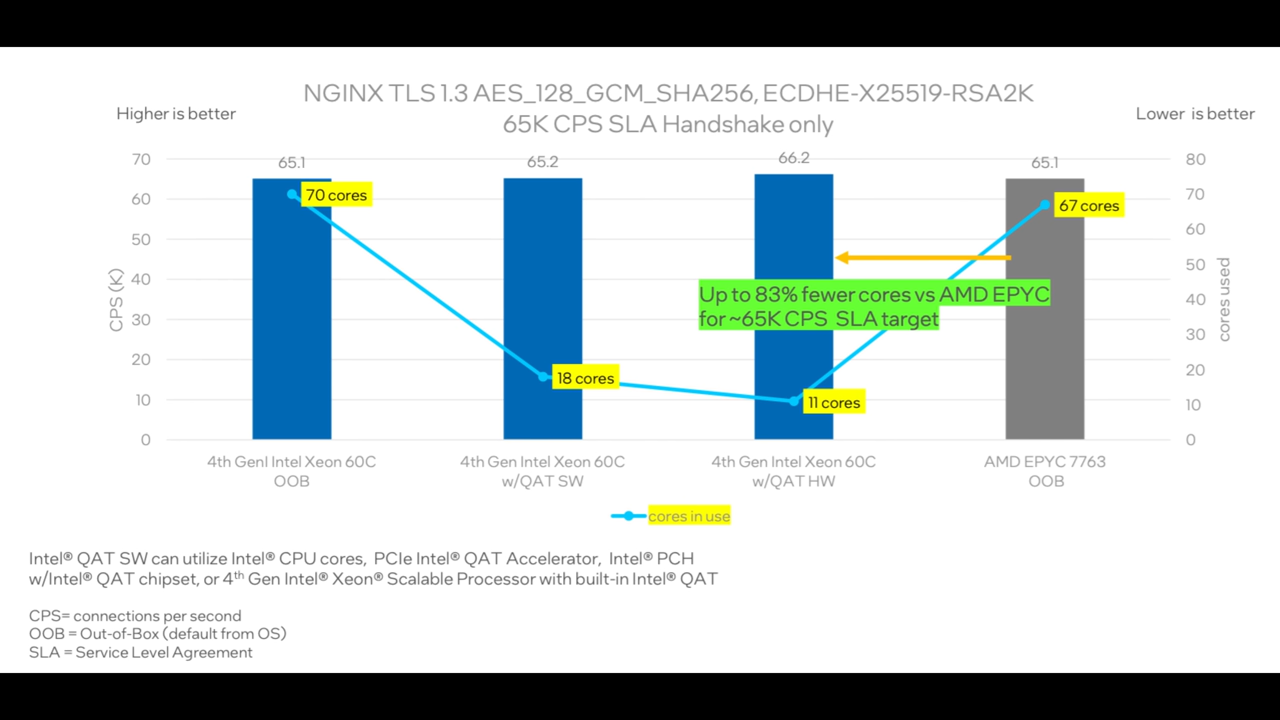 NGINX TLS 1.3 AES_128_GCM_SHA256, ECDHE-X25519-RSA2K
65K CPS SLA Handshake only
Higher is better
Lower is better
70
60
50
40
30
20
10
0
CPS (K)
65.1
65.2
66.2
65.1
70 cores
18 cores
11 cores
67 cores
Up to 83% fewer cores vs AMD EPYC
for ~65K CPS SLA target
80
70
60
50
40
30
20
10
0
cores used
4th GenI Intel Xeon 60C
OOB
4th Gen Intel Xeon 60C
w/QAT SW
4th Gen Intel Xeon 60C
w/QAT HW
AMD EPYC 7763
OOB
cores in use
Intel® QAT SW can utilize Intel® CPU cores, PCIe Intel® QAT Accelerator, Intel® PCH
w/Intel® QAT chipset, or 4th Gen Intel® Xeon® Scalable Processor with built-in Intel® QAT
CPS= connections per second
OOB = Out-of-Box (default from OS)
SLA = Service Level Agreement